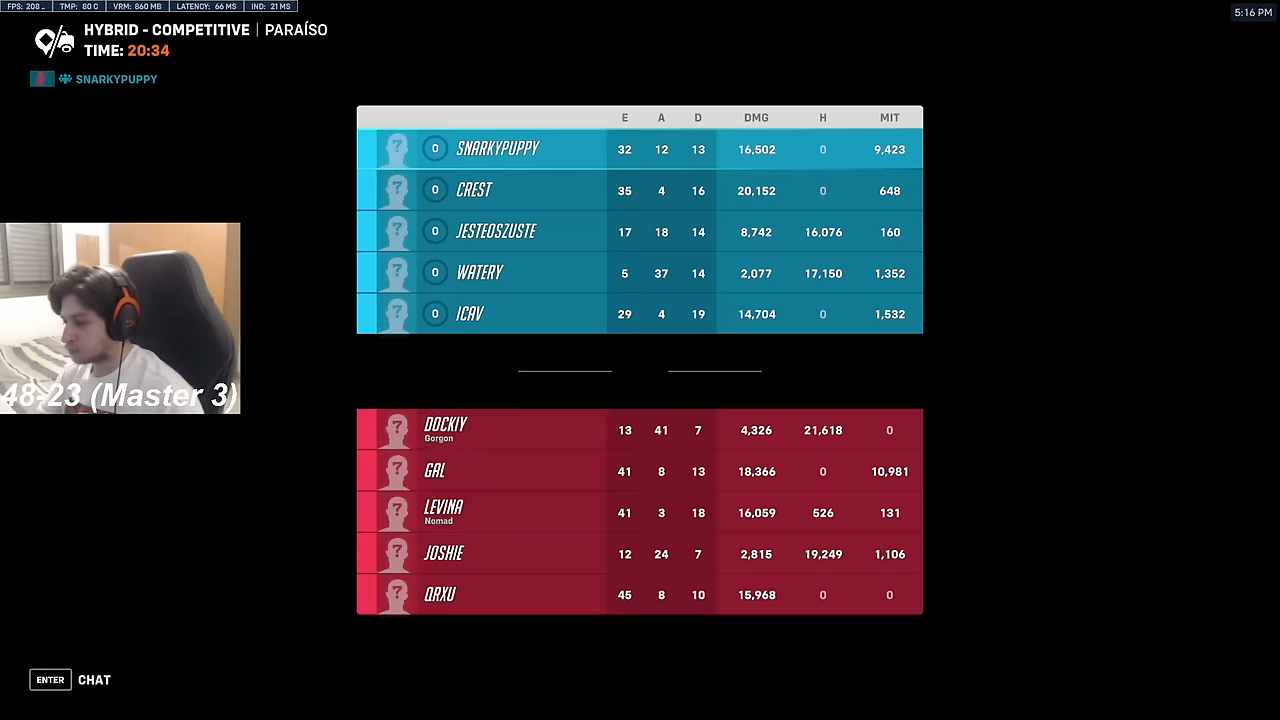 FPS: 208 TMP: 80 C VRM: 860 MB LATENCY: 66 MS IND: 21 MS
5:16 PM
HYBRID - COMPETITIVE | PARAÍSO
TIME: 20:34
SNARKYPUPPY
E A D DMG H MIT
? 0 SNARKYPUPPY 32 12 13 16,502 0 9,423
? 0 CREST 35 4 16 20,152 0 648
? 0 JESTEOSZUSTE 17 18 14 8,742 16,076 160
? 0 WATERY 5 37 14 2,077 17,150 1,352
? 0 ICAV 29 4 19 14,704 0 1,532
48-23 (Master 3)
? DOCKIY 13 41 7 4,326 21,618 0
Gorgon
? GAL 41 8 13 18,366 0 10,981
? LEVINA 41 3 18 16,059 526 131
Nomad
? JOSHIE 12 24 7 2,815 19,249 1,106
? QRXU 45 8 10 15,968 0 0
ENTER CHAT